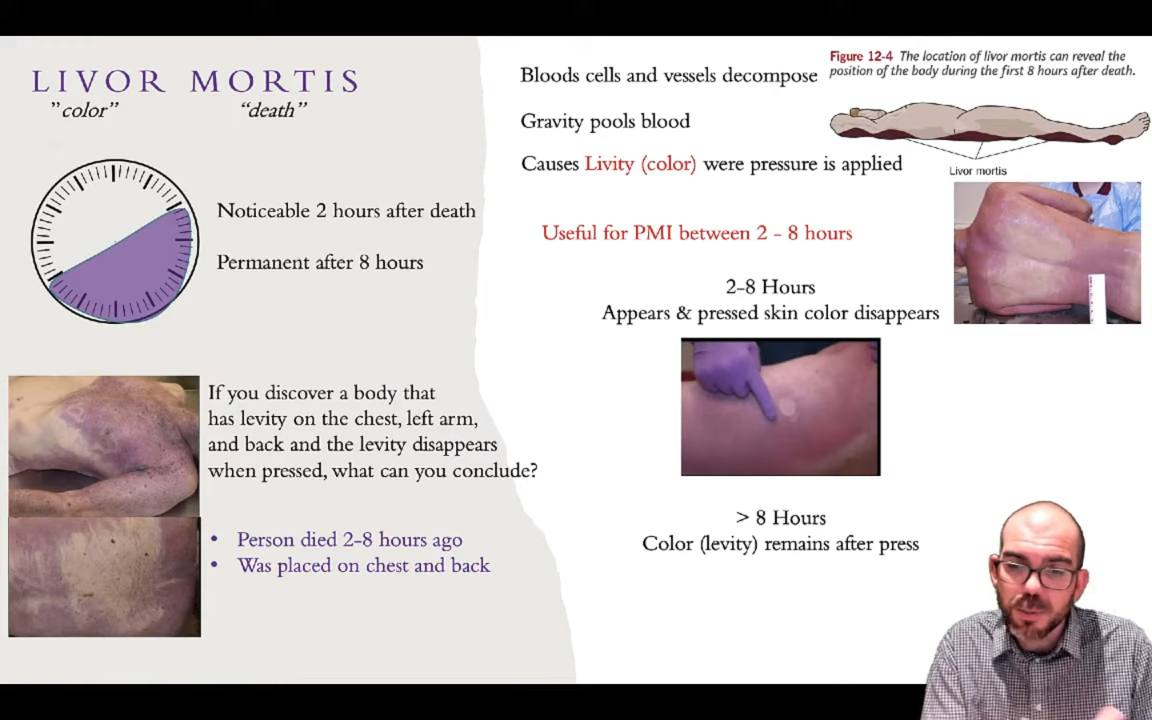 LIVOR MORTIS
"color" “death”
Noticeable 2 hours after death
Permanent after 8 hours
If you discover a body that
has levity on the chest, left arm,
and back and the levity disappears
when pressed, what can you conclude?
• Person died 2-8 hours ago
• Was placed on chest and back
Bloods cells and vessels decompose
Gravity pools blood
Causes Livity (color) were pressure is applied
Useful for PMI between 2 - 8 hours
2-8 Hours
Appears & pressed skin color disappears
> 8 Hours
Color (levity) remains after press
Figure 12-4 The location of livor mortis can reveal the
position of the body during the first 8 hours after death.
Livor mortis